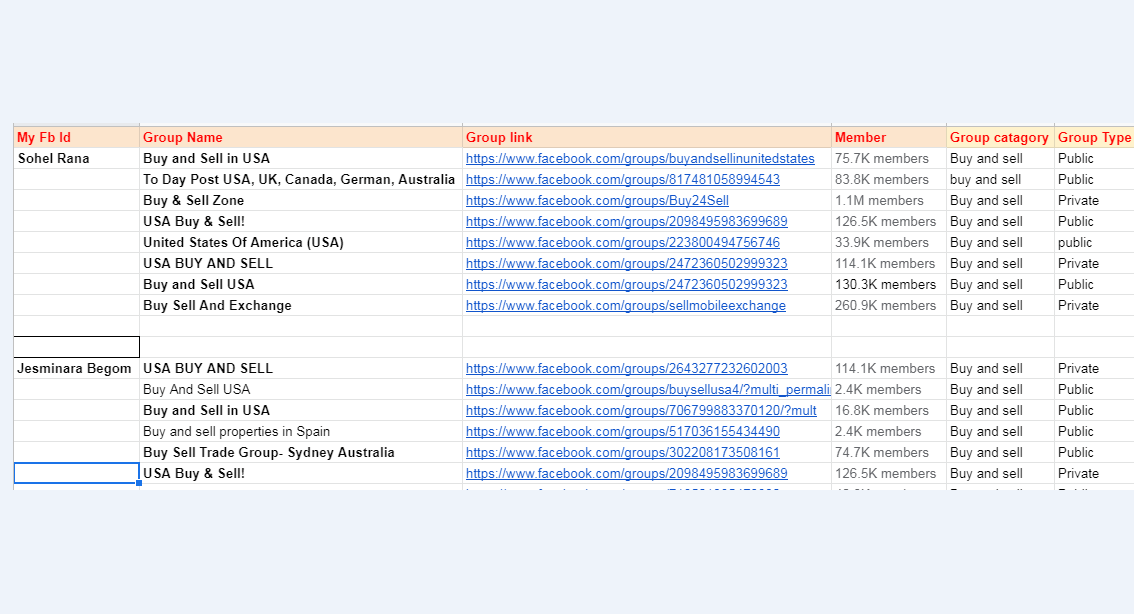 My Fb Id Group Name Group link Member Group catagory Group Type
Sohel Rana Buy and Sell in USA https://www.facebook.com/groups/buyandsellinunitedstates 75.7K members Buy and sell Public
To Day Post USA, UK, Canada, German, Australia https://www.facebook.com/groups/817481058994543 83.8K members buy and sell Public
Buy & Sell Zone https://www.facebook.com/groups/Buy24Sell 1.1M members Buy and sell Private
USA Buy & Sell! https://www.facebook.com/groups/2098495983699689 126.5K members Buy and sell Public
United States Of America (USA) https://www.facebook.com/groups/223800494756746 33.9K members Buy and sell public
USA BUY AND SELL https://www.facebook.com/groups/2472360502999323 114.1K members Buy and sell Private
Buy and Sell USA https://www.facebook.com/groups/2472360502999323 130.3K members Buy and sell Public
Buy Sell And Exchange https://www.facebook.com/groups/sellmobileexchange 260.9K members Buy and sell Private
Jesminara Begom USA BUY AND SELL https://www.facebook.com/groups/2643277232602003 114.1K members Buy and sell Private
Buy And Sell USA https://www.facebook.com/groups/buysellusa4/?multi_permali 2.4K members Buy and sell Public
Buy and Sell in USA https://www.facebook.com/groups/706799883370120/?mult 16.8K members Buy and sell Public
Buy and sell properties in Spain https://www.facebook.com/groups/517036155434490 2.4K members Buy and sell Public
Buy Sell Trade Group- Sydney Australia https://www.facebook.com/groups/302208173508161 74.7K members Buy and sell Public
USA Buy & Sell! https://www.facebook.com/groups/2098495983699689 126.5K members Buy and sell Private